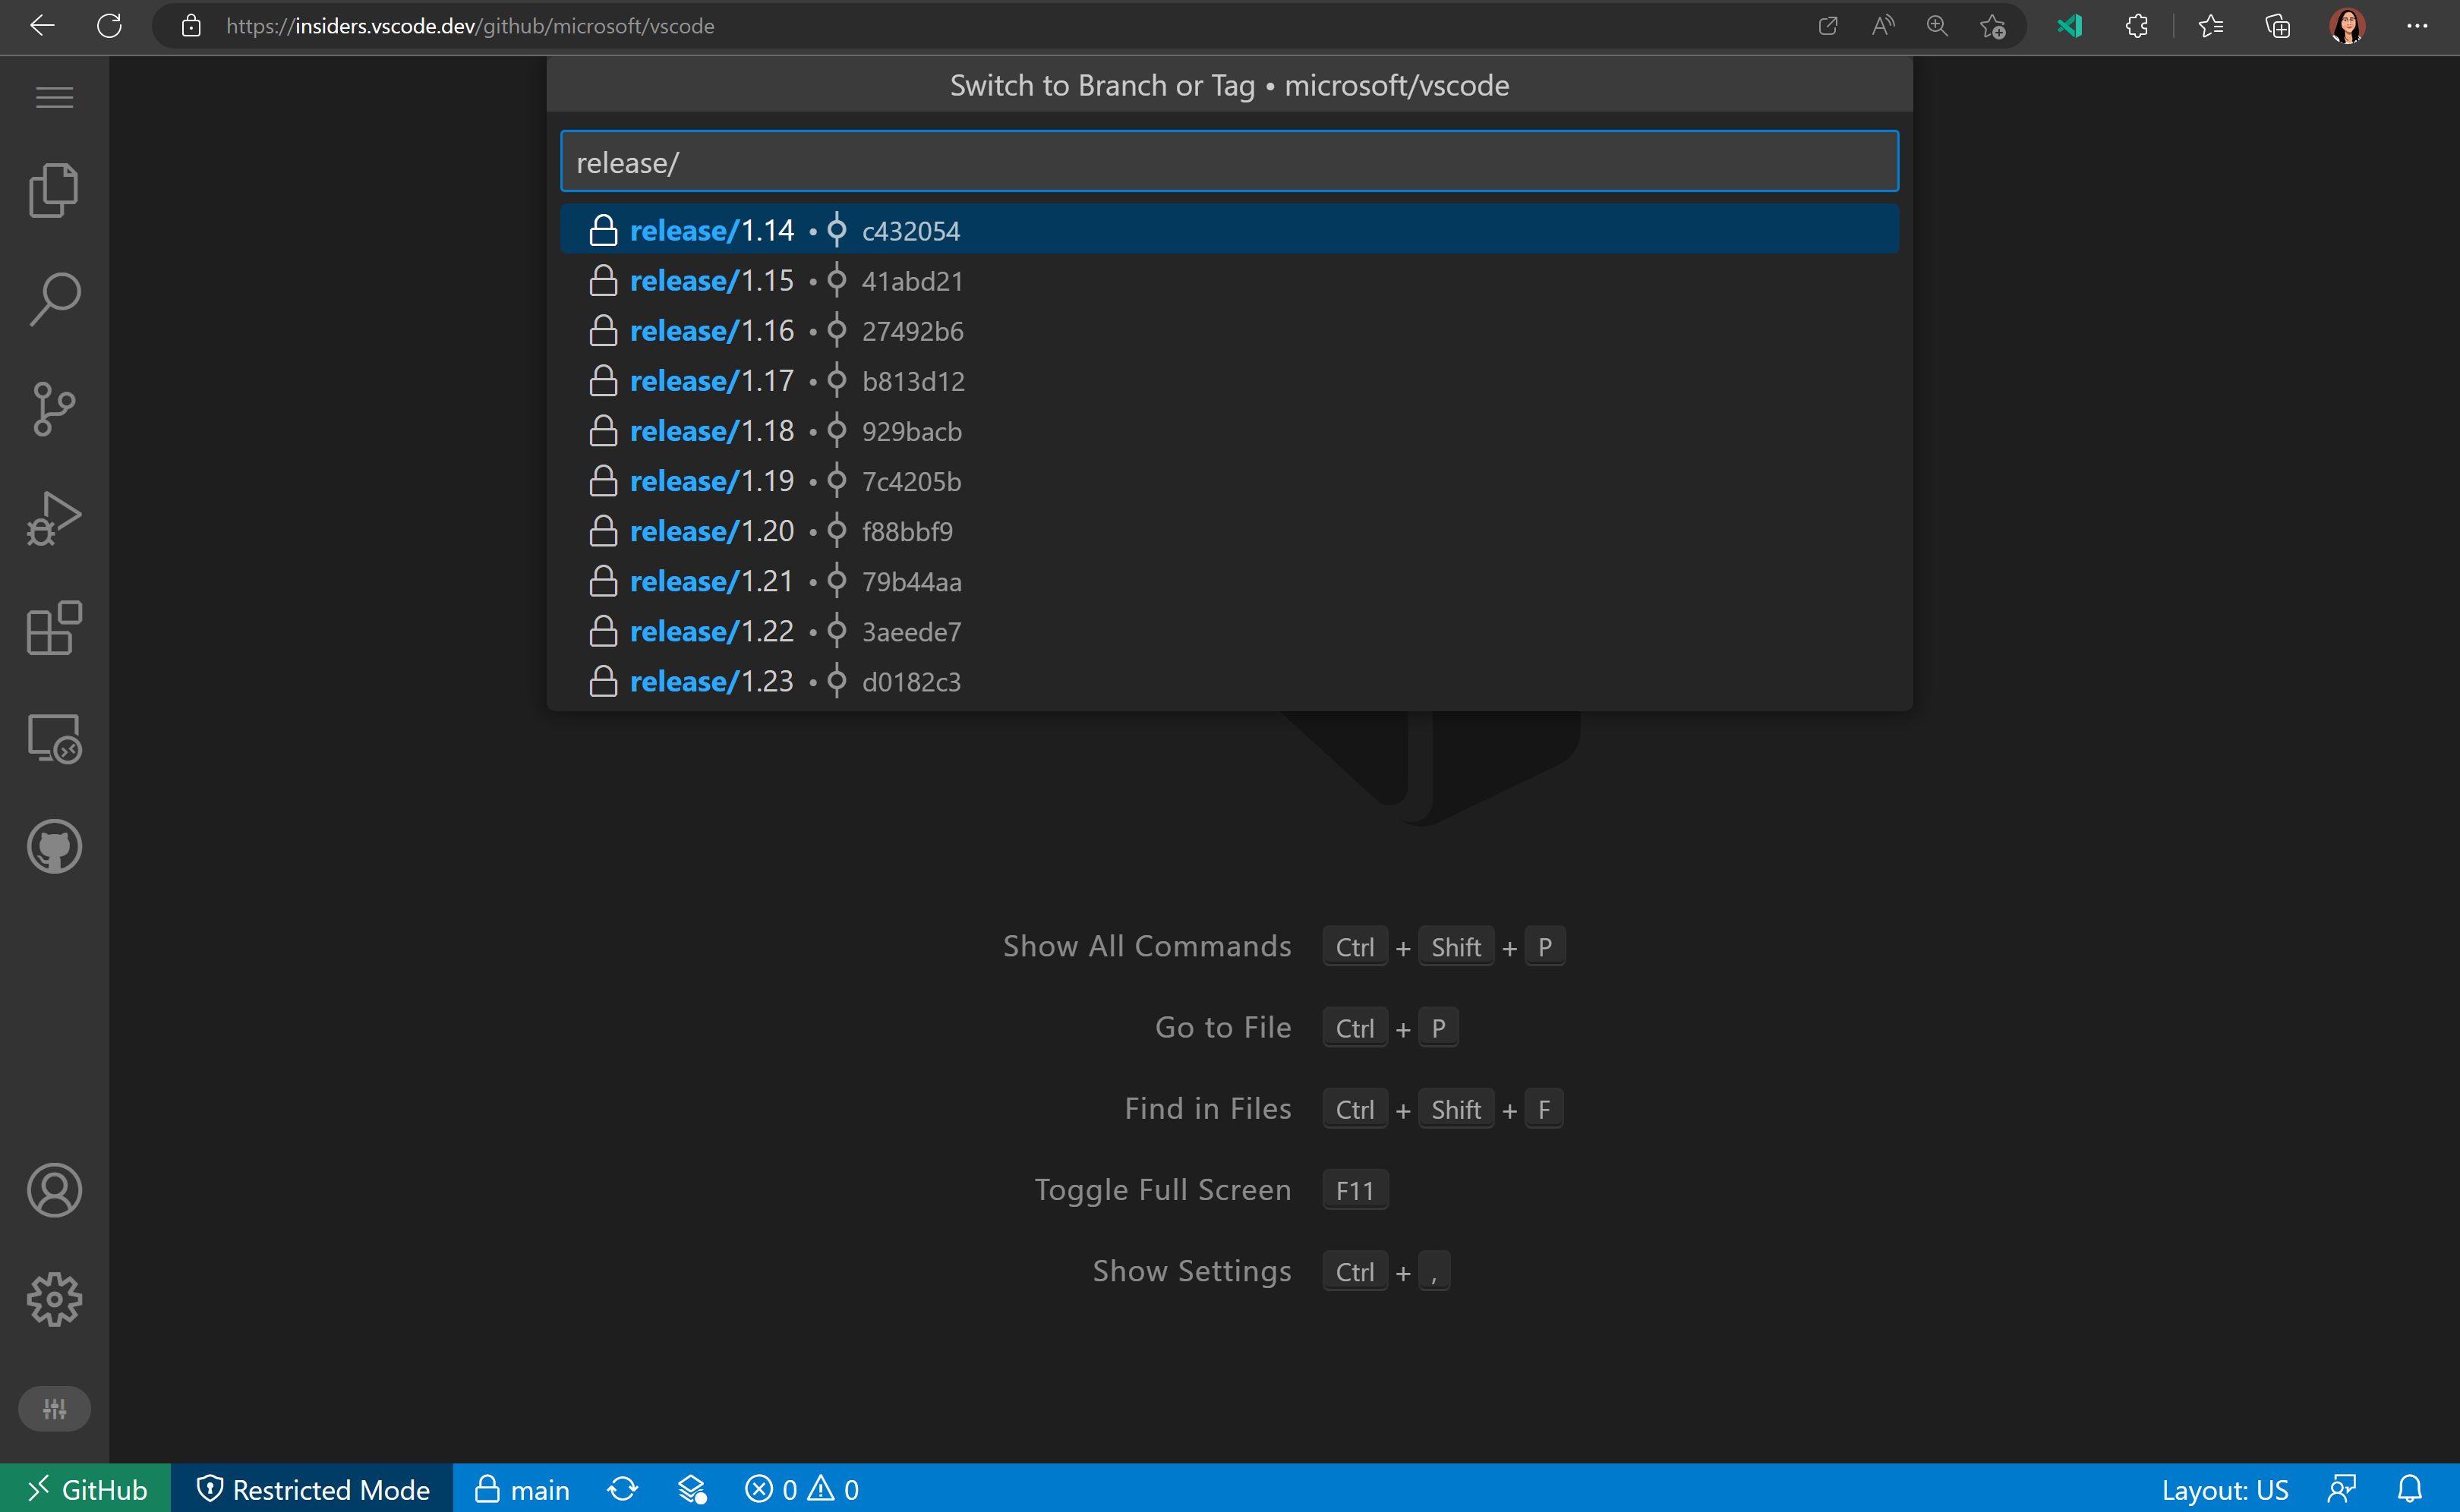 https://insiders.vscode.dev/github/microsoft/vscode
Switch to Branch or Tag • microsoft/vscode
release/
release/1.14 • c432054
release/1.15 • 41abd21
release/1.16 • 27492b6
release/1.17 • b813d12
release/1.18 • 929bacb
release/1.19 • 7c4205b
release/1.20 • f88bbf9
release/1.21 • 79b44aa
release/1.22 • 3aeede7
release/1.23 • d0182c3
Show All Commands Ctrl + Shift + P
Go to File Ctrl + P
Find in Files Ctrl + Shift + F
Toggle Full Screen F11
Show Settings Ctrl + ,
GitHub Restricted Mode main 0 0 Layout: US